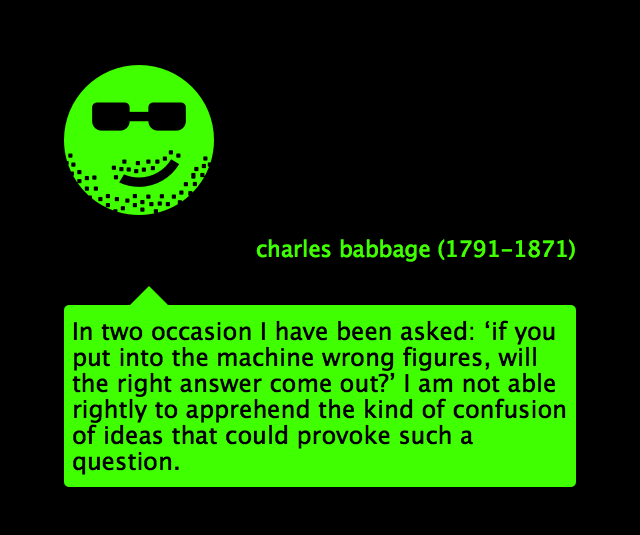 charles babbage (1791–1871)
In two occasion I have been asked: ‘if you
put into the machine wrong figures, will
the right answer come out?’ I am not able
rightly to apprehend the kind of confusion
of ideas that could provoke such a
question.